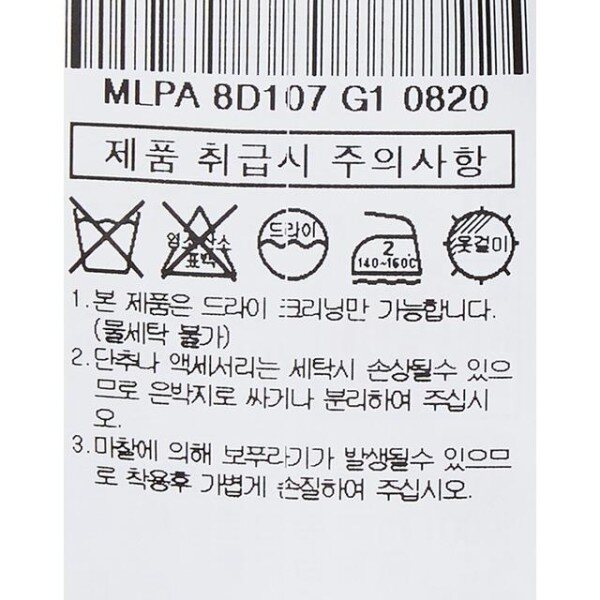 MLPA 8D107 G1 0820
제품 취급시 주의사항
염소산소 표백
드라이
2
140~160C
옷걸이
1.본 제품은 드라이 크리닝만 가능합니다.
(물세탁 불가)
2.단추나 액세서리는 세탁시 손상될수 있으
므로 은박지로 싸거나 분리하여 주십시
오.
3.마찰에 의해 보푸라기가 발생될수 있으므
로 착용후 가볍게 손질하여 주십시오.